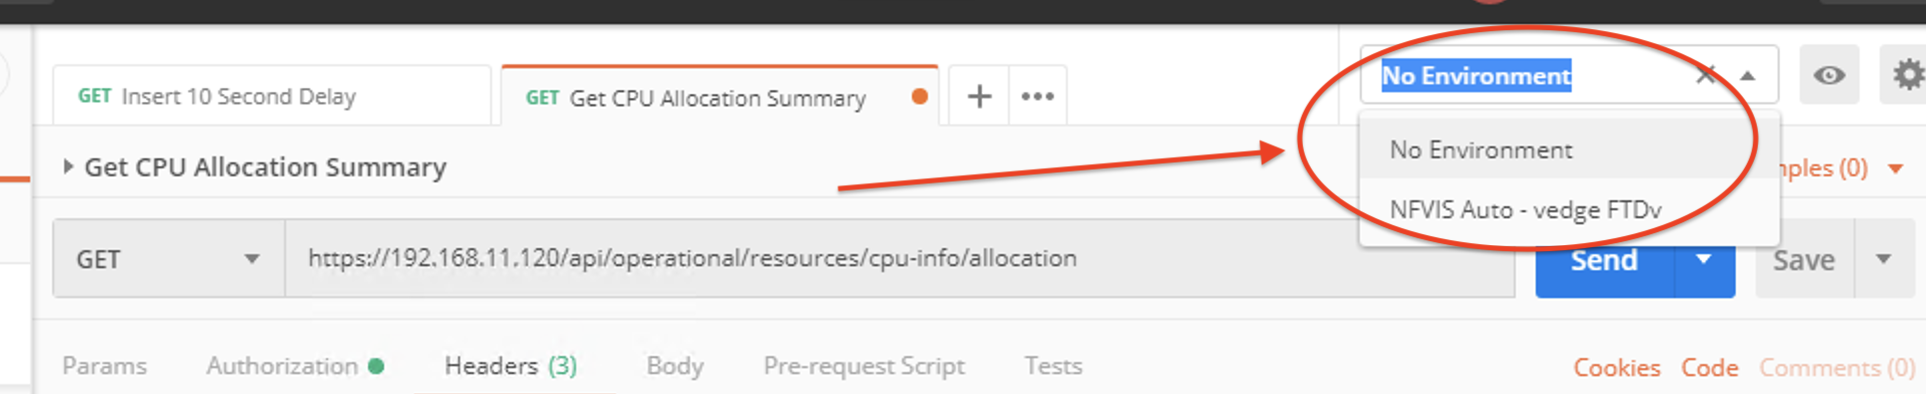 No Environment
GET Insert 10 Second Delay
GET Get CPU Allocation Summary
No Environment
Get CPU Allocation Summary
(0)
NFVIS Auto - vedge FTDv
GET
https://192.168.11.120/api/operational/resources/cpu-info/allocation
Send
Save
Params Authorization Headers (3) Body Pre-request Script Tests Cookies Code Comments (0)